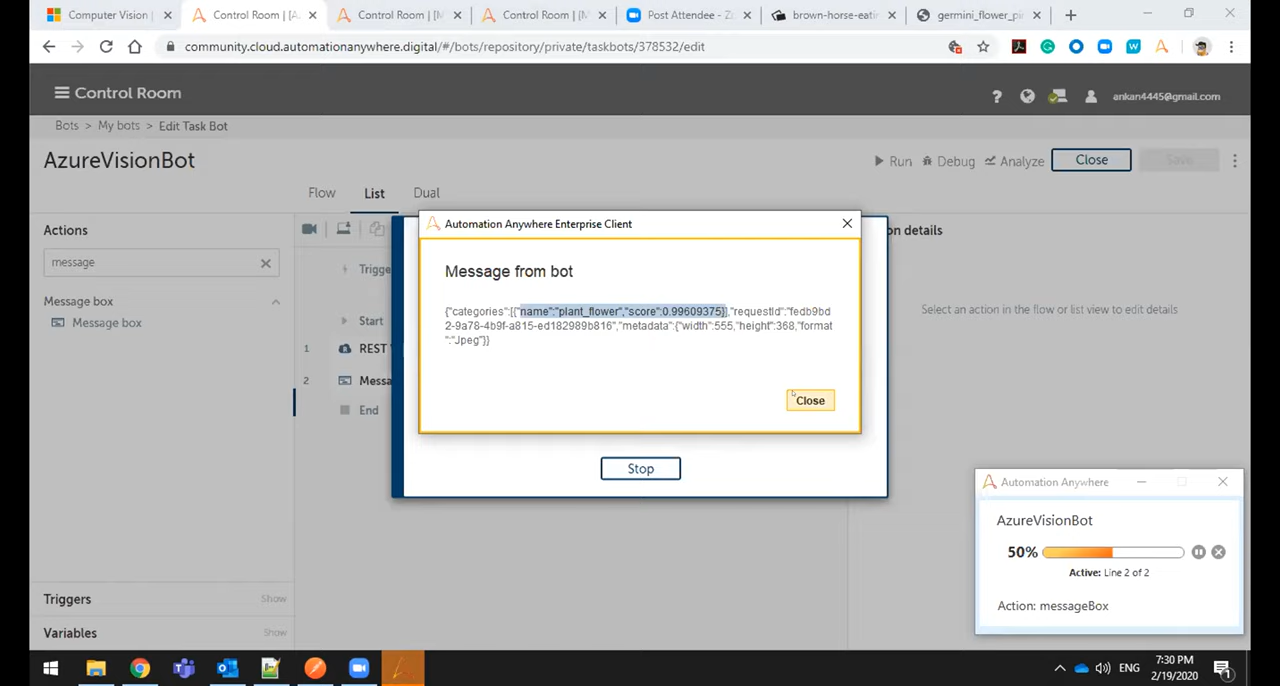 Computer Vision |
Control Room | [A
Control Room | [M
Control Room | [M
Post Attendee - Z
brown-horse-eati
germini_flower_pi
community.cloud.automationanywhere.digital/#/bots/repository/private/taskbots/378532/edit
Control Room
ankan4445@gmail.com
Bots > My bots > Edit Task Bot
AzureVisionBot
Run
Debug
Analyze
Close
Save
Flow
List
Dual
Actions
message
Message box
Message box
Trigge
Start
1 REST
2 Messa
End
Automation Anywhere Enterprise Client
Message from bot
{"categories":[{"name":"plant_flower","score":0.99609375}],"requestId":"fedb9bd
2-9a78-4b9f-a815-ed182989b816","metadata":{"width":555,"height":368,"format
":"Jpeg"}}
Close
Stop
on details
Select an action in the flow or list view to edit details
Automation Anywhere
AzureVisionBot
50%
Active: Line 2 of 2
Action: messageBox
Triggers Show
Variables Show
ENG
7:30 PM
2/19/2020
1